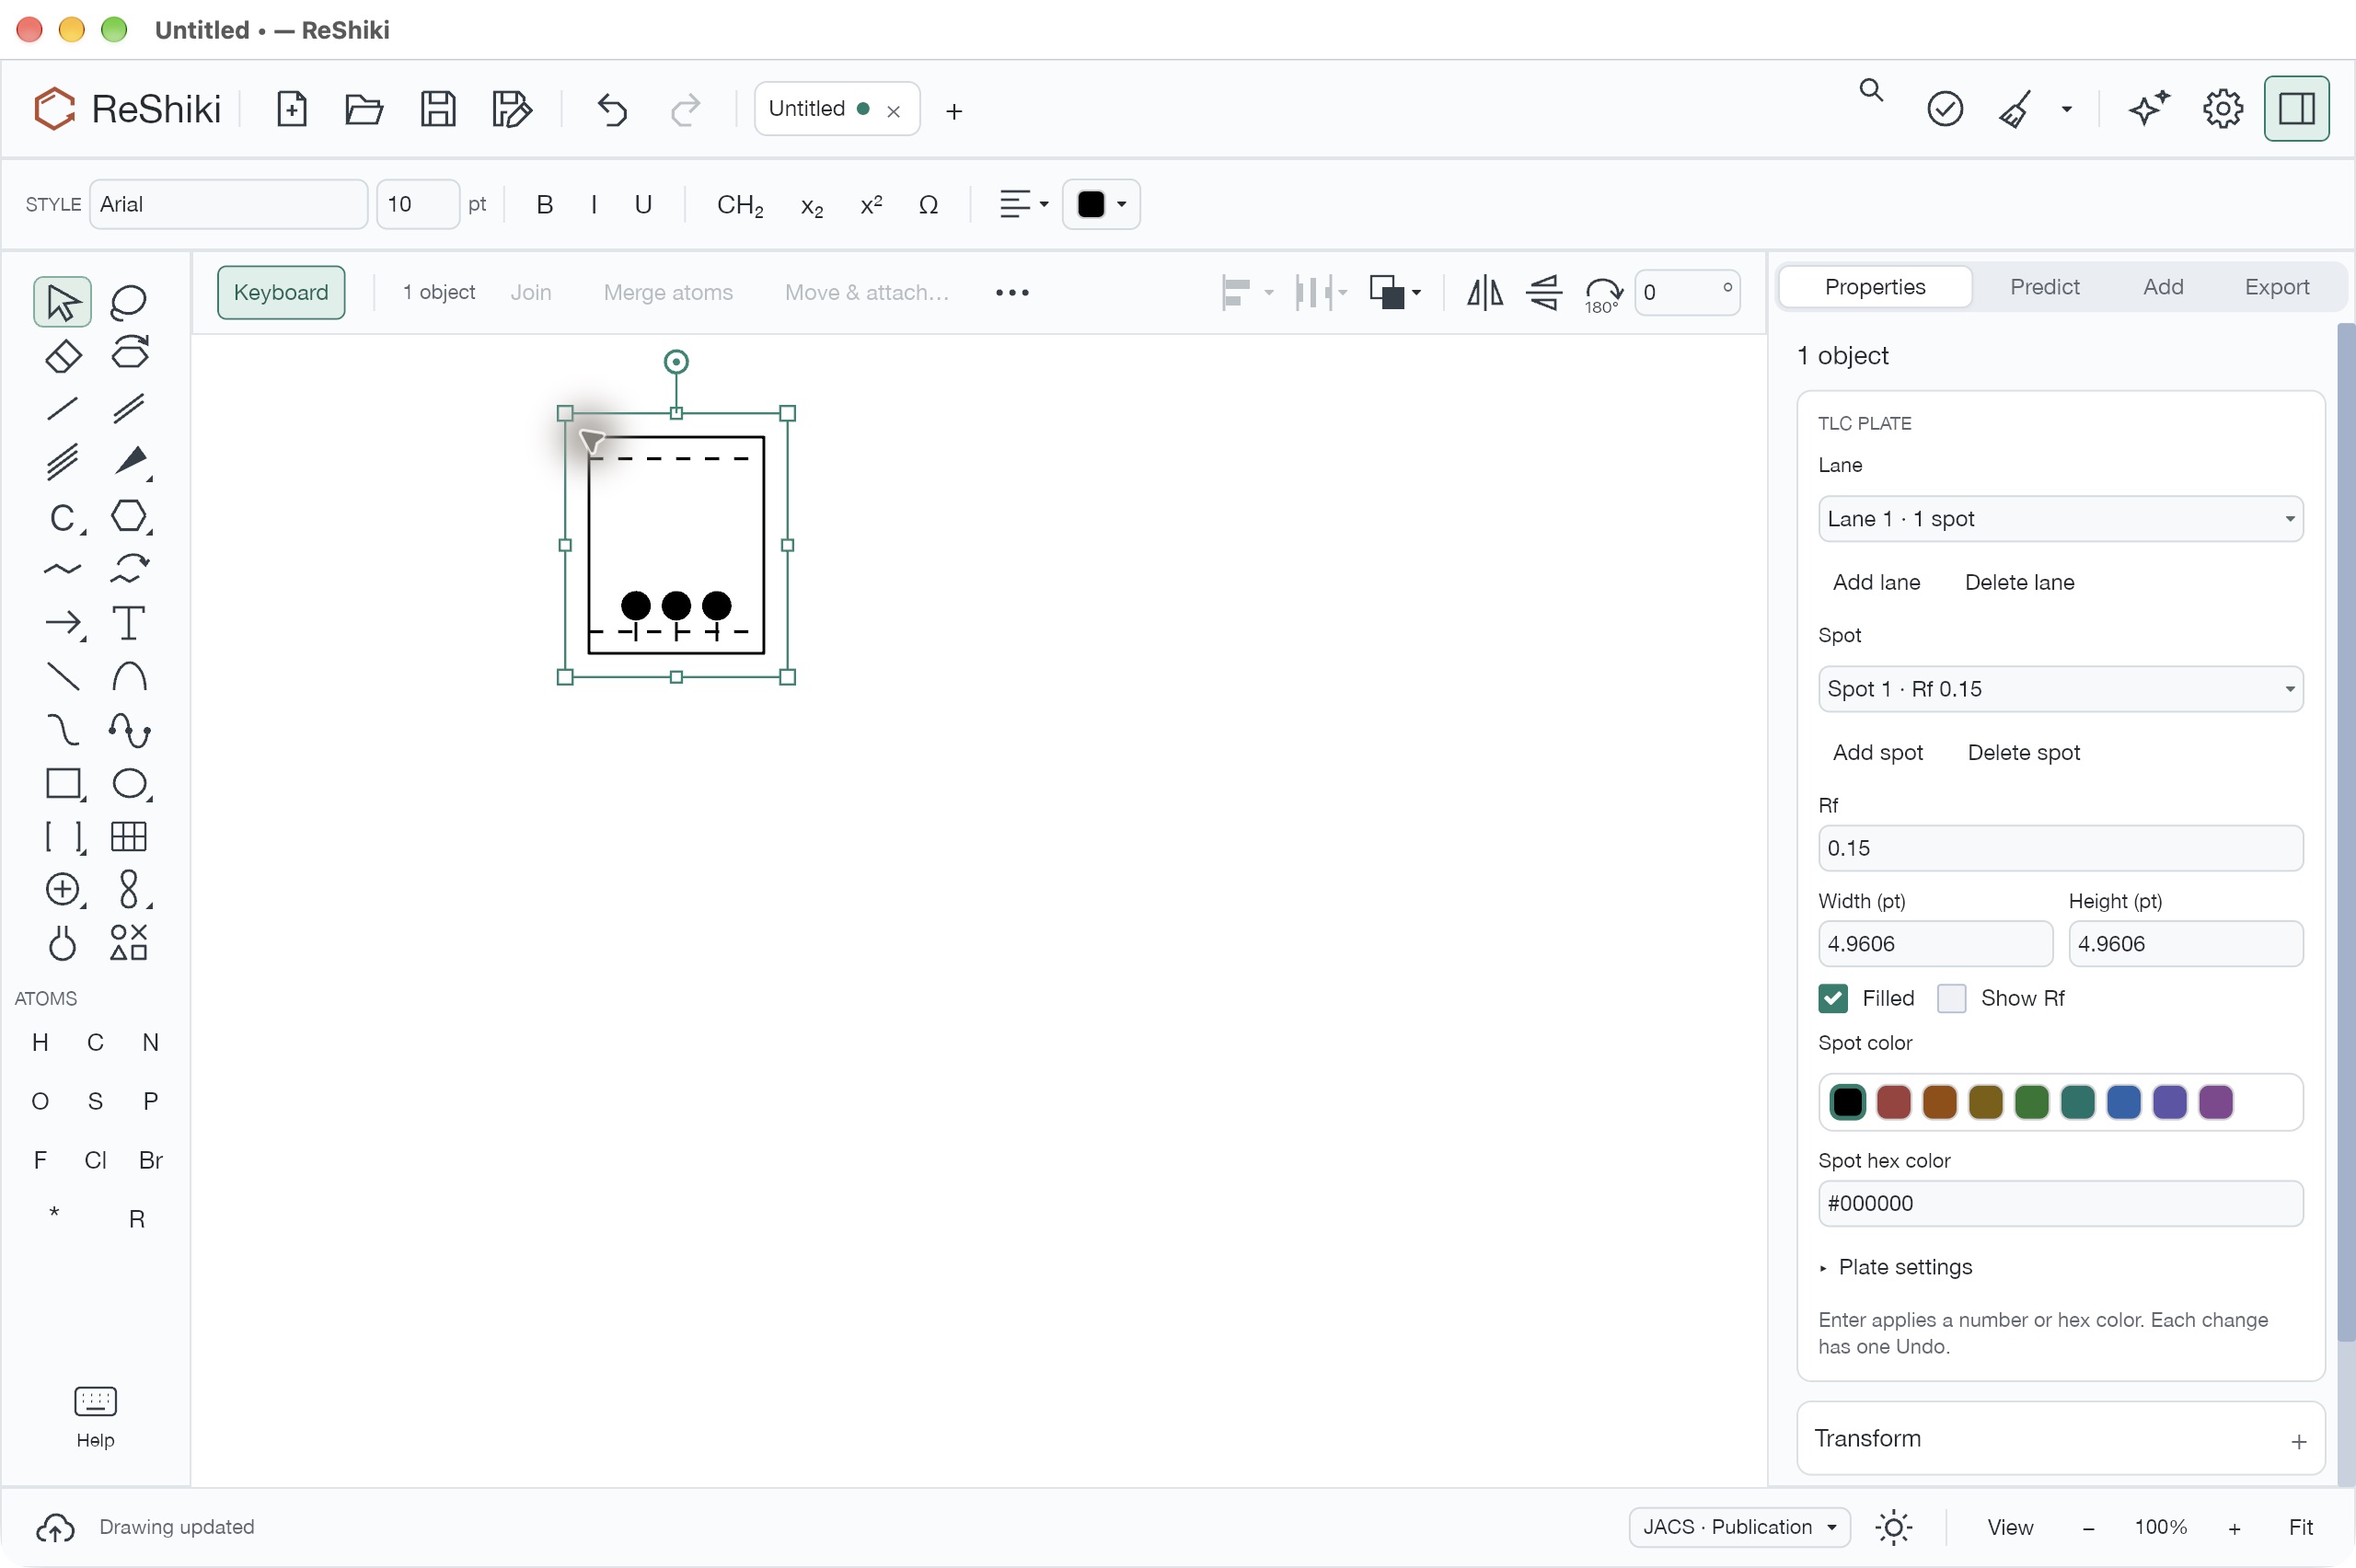 Untitled • — ReShiki
ReShiki
Untitled
STYLE Arial 10 pt B I U CH₂ x₂ x² Ω
Keyboard 1 object Join Merge atoms Move & attach... 180° 0 °
Properties Predict Add Export
1 object
TLC PLATE
Lane
Lane 1 · 1 spot
Add lane Delete lane
Spot
Spot 1 · Rf 0.15
Add spot Delete spot
Rf
0.15
Width (pt) Height (pt)
4.9606 4.9606
Filled Show Rf
Spot color
Spot hex color
#000000
Plate settings
Enter applies a number or hex color. Each change
has one Undo.
Transform +
C
T
ATOMS
H C N
O S P
F Cl Br
* R
Help
Drawing updated
JACS · Publication View − 100% + Fit